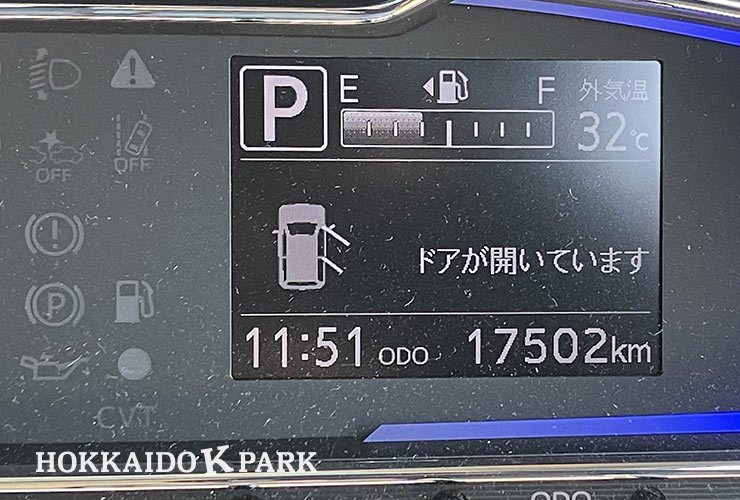 P
E F
外気温
32℃
OFF OFF
ドアが開いています
P
11:51 ODO 17502km
CVT
HOKKAIDO K PARK
ODO